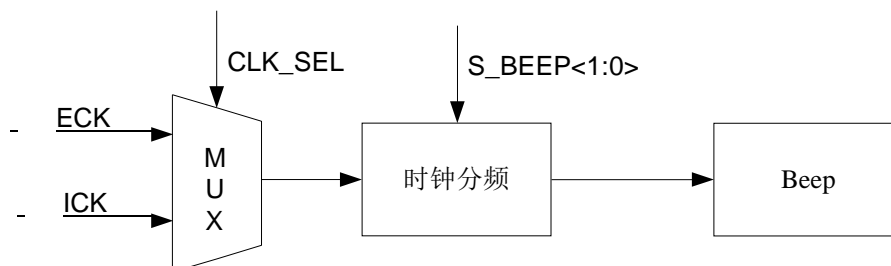 CLK_SEL
S_BEEP<1:0>
ECK
ICK
M
U
X
时钟分频
Beep